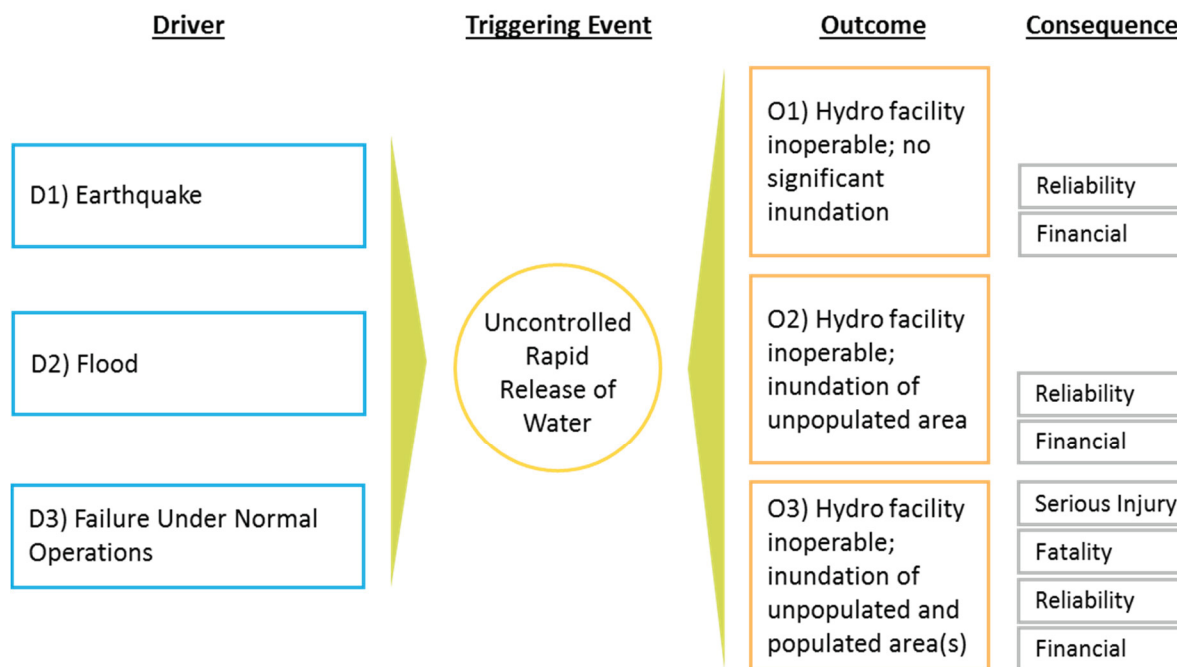 Driver
Triggering Event
Outcome
Consequence
D1) Earthquake
D2) Flood
D3) Failure Under Normal
Operations
Uncontrolled
Rapid
Release of
Water
O1) Hydro facility
inoperable; no
significant
inundation
Reliability
Financial
O2) Hydro facility
inoperable;
inundation of
unpopulated area
Reliability
Financial
O3) Hydro facility
inoperable;
inundation of
unpopulated and
populated area(s)
Serious Injury
Fatality
Reliability
Financial